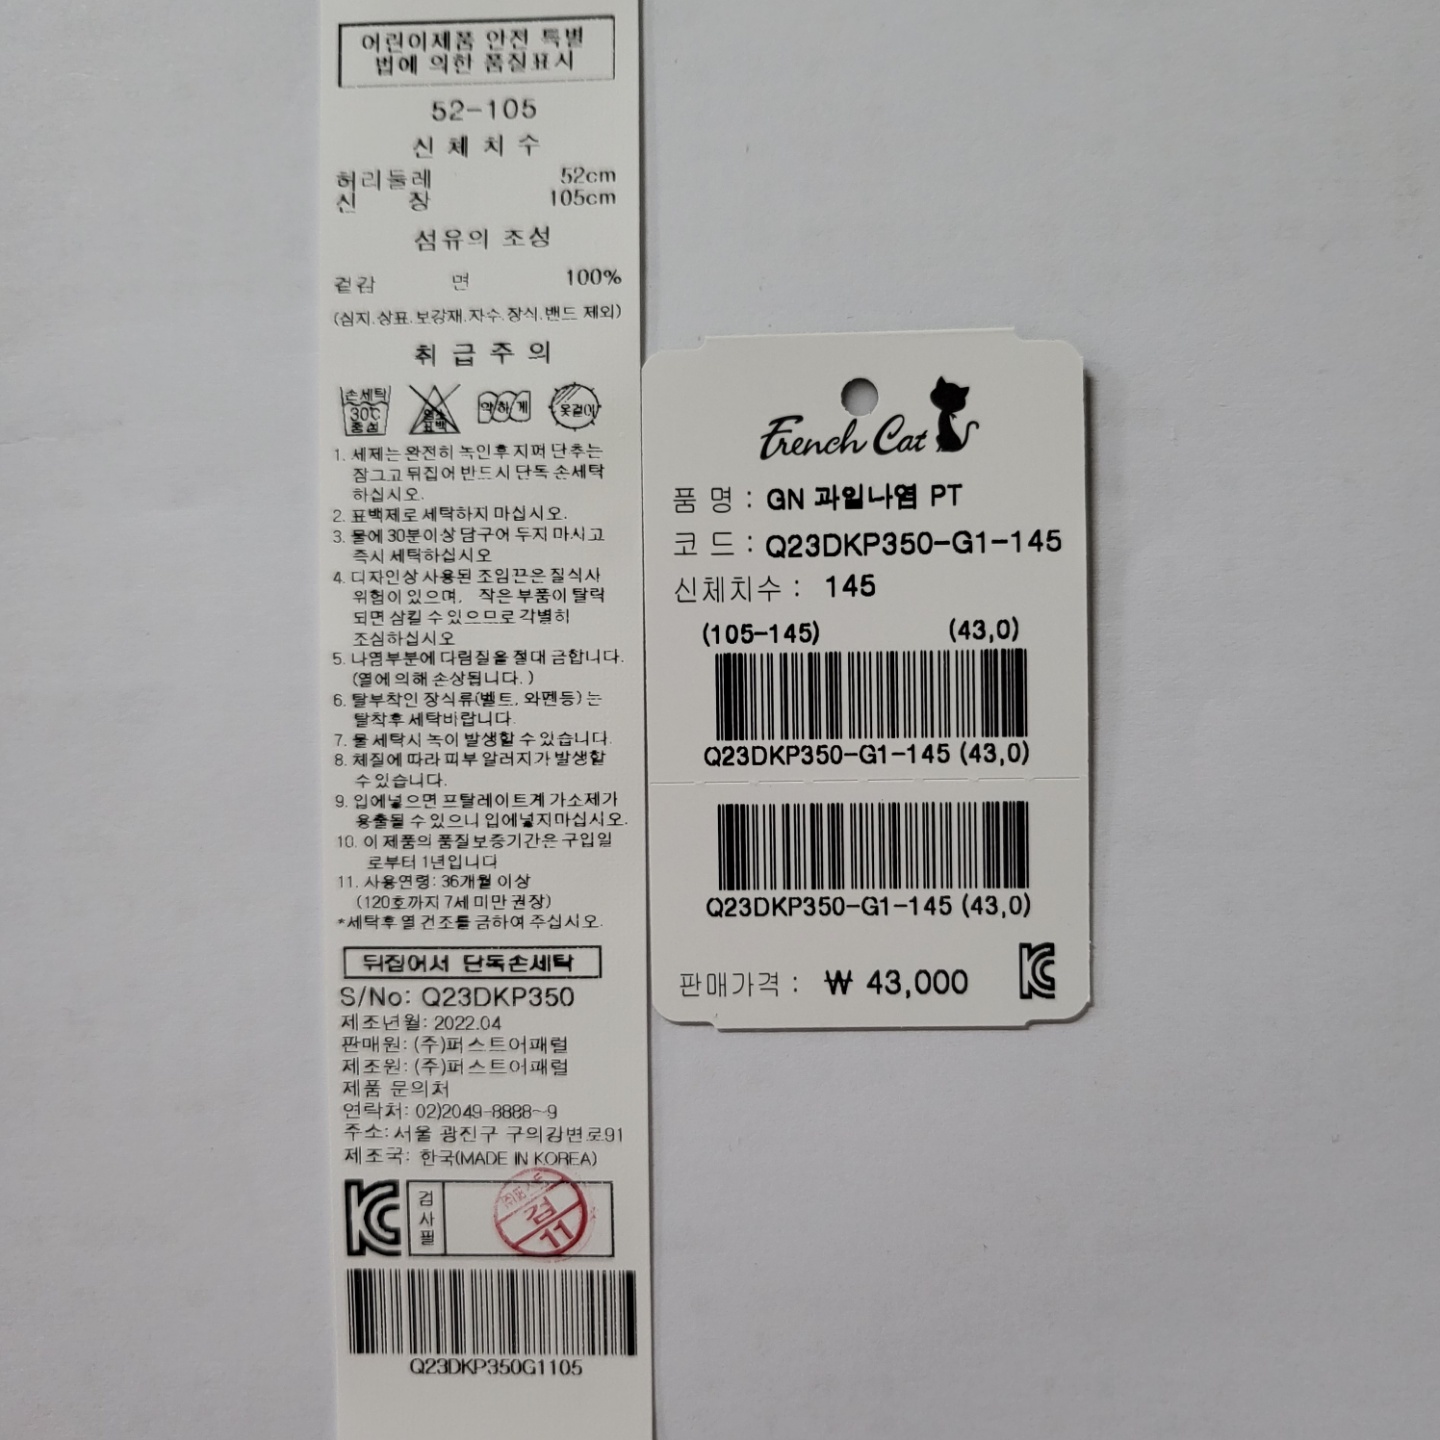 어린이제품 안전 특별
법에 의한 품질표시
52-105
신체치수
허리둘레 52cm
신 장 105cm
섬유의 조성
겉감 면 100%
(심지.상표.보강재.자수.장식.밴드 제외)
취급주의
손세탁 30℃ 중성
염소 표백
약하게
옷걸이
1. 세제는 완전히 녹인후 지퍼 단추는
잠그고 뒤집어 반드시 단독 손세탁
하십시오.
2. 표백제로 세탁하지 마십시오.
3. 물에 30분이상 담구어 두지 마시고
즉시 세탁하십시오
4. 디자인상 사용된 조임끈은 질식사
위험이 있으며, 작은 부품이 탈락
되면 삼킬 수 있으므로 각별히
조심하십시오
5. 나염부분에 다림질을 절대 금합니다.
(열에 의해 손상됩니다.)
6. 탈부착인 장식류(벨트, 와펜등) 는
탈착후 세탁바랍니다.
7. 물 세탁시 녹이 발생할 수 있습니다.
8. 체질에 따라 피부 알러지가 발생할
수 있습니다.
9. 입에넣으면 프탈레이트계 가소제가
용출될 수 있으니 입에넣지마십시오.
10. 이 제품의 품질보증기간은 구입일
로부터 1년입니다
11. 사용연령: 36개월 이상
(120호까지 7세 미만 권장)
*세탁후 열 건조를 금하여 주십시오.
뒤집어서 단독손세탁
S/No: Q23DKP350
제조년월: 2022.04
판매원: (주)퍼스트어패럴
제조원: (주)퍼스트어패럴
제품 문의처
연락처: 02)2049-8888~9
주소: 서울 광진구 구의강변로91
제조국: 한국(MADE IN KOREA)
KC
검사필
검
11
Q23DKP350G1105
French Cat
품 명 : GN 과일나염 PT
코 드 : Q23DKP350-G1-145
신체치수 : 145
(105-145) (43,0)
Q23DKP350-G1-145 (43,0)
Q23DKP350-G1-145 (43,0)
판매가격 : ₩ 43,000
KC